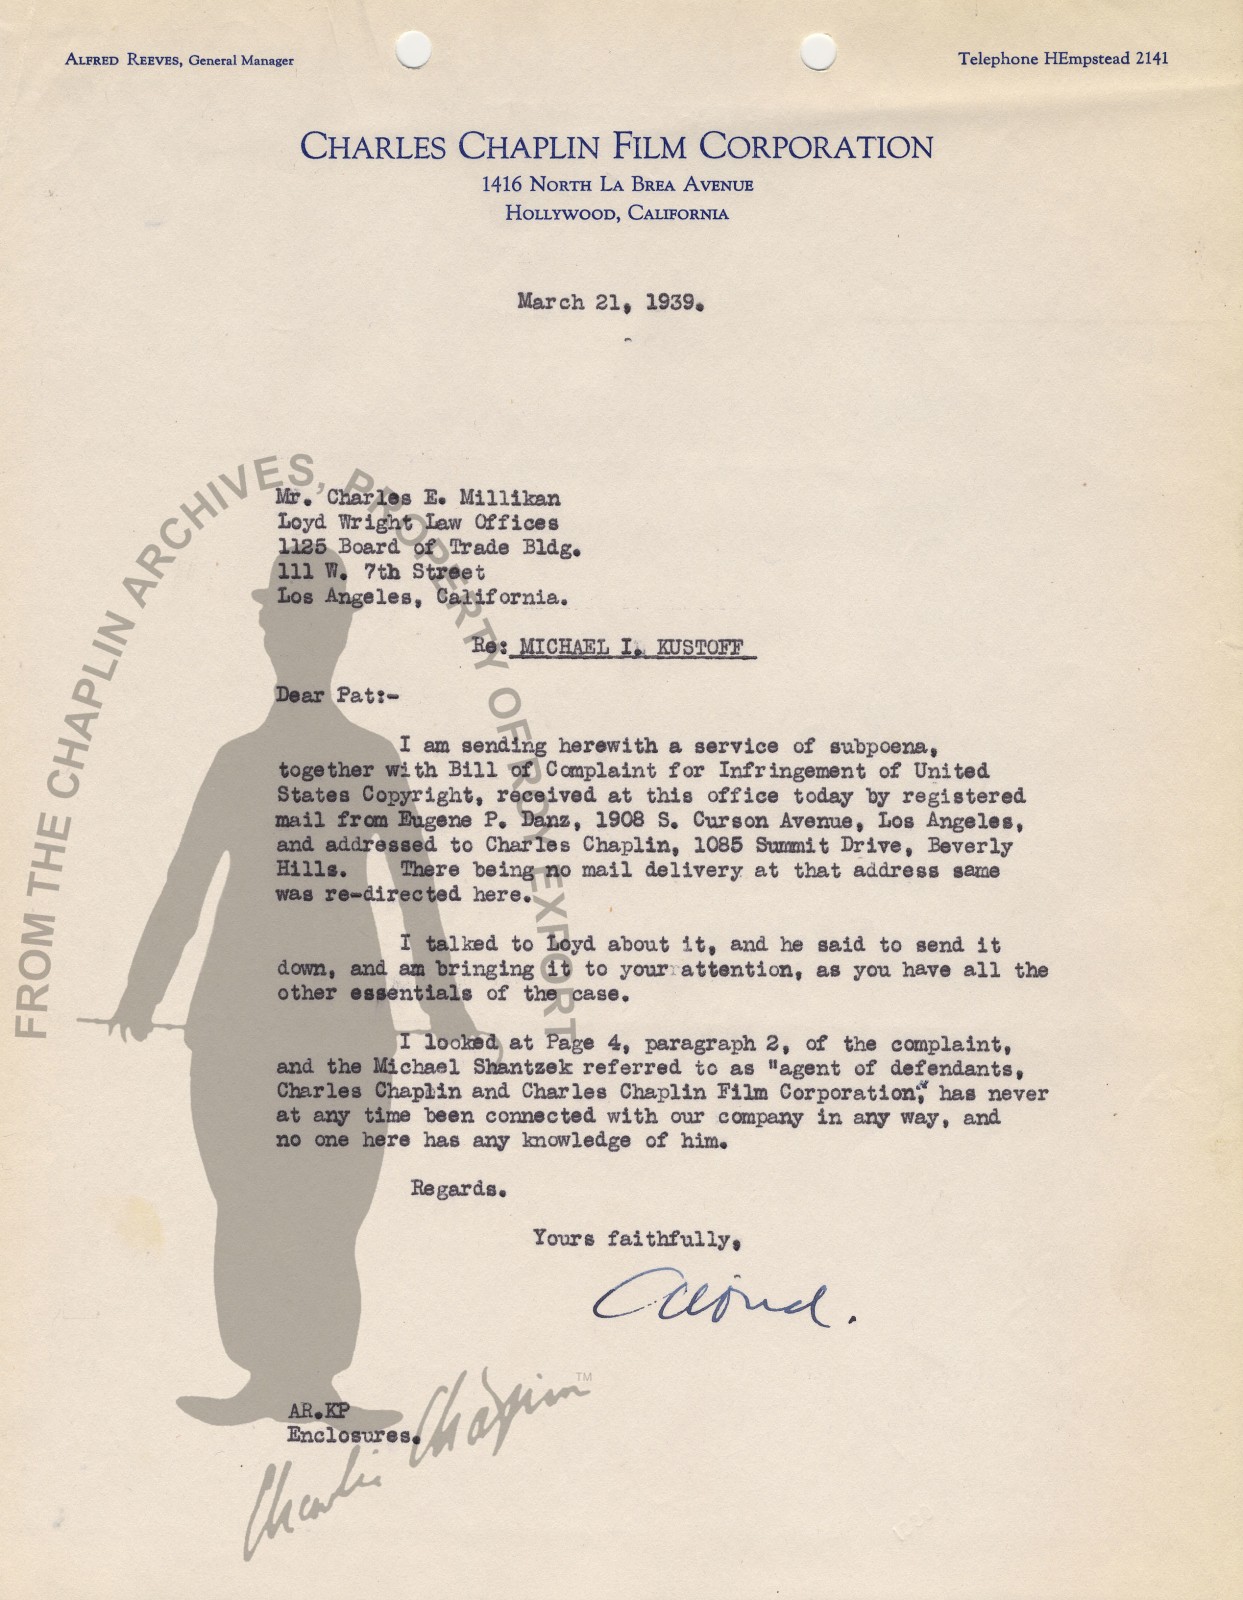 ALFRED REEVES, General Manager
Telephone HEmpstead 2141
CHARLES CHAPLIN FILM CORPORATION
1416 NORTH LA BREA AVENUE
HOLLYWOOD, CALIFORNIA
March 21, 1939.
Mr. Charles E. Millikan
Loyd Wright Law Offices
1125 Board of Trade Bldg.
111 W. 7th Street
Los Angeles, California.
Re: MICHAEL I. KUSTOFF
Dear Pat:-
I am sending herewith a service of subpoena,
together with Bill of Complaint for Infringement of United
States Copyright, received at this office today by registered
mail from Eugene P. Danz, 1908 S. Curson Avenue, Los Angeles,
and addressed to Charles Chaplin, 1085 Summit Drive, Beverly
Hills. There being no mail delivery at that address same
was re-directed here.
I talked to Loyd about it, and he said to send it
down, and am bringing it to your attention, as you have all the
other essentials of the case.
I looked at Page 4, paragraph 2, of the complaint,
and the Michael Shantzek referred to as "agent of defendants,
Charles Chaplin and Charles Chaplin Film Corporation," has never
at any time been connected with our company in any way, and
no one here has any knowledge of him.
Regards.
Yours faithfully,
AR.KP
Enclosures.
FROM THE CHAPLIN ARCHIVES, PROPERTY OF ROY EXPORT
Charlie Chaplin™